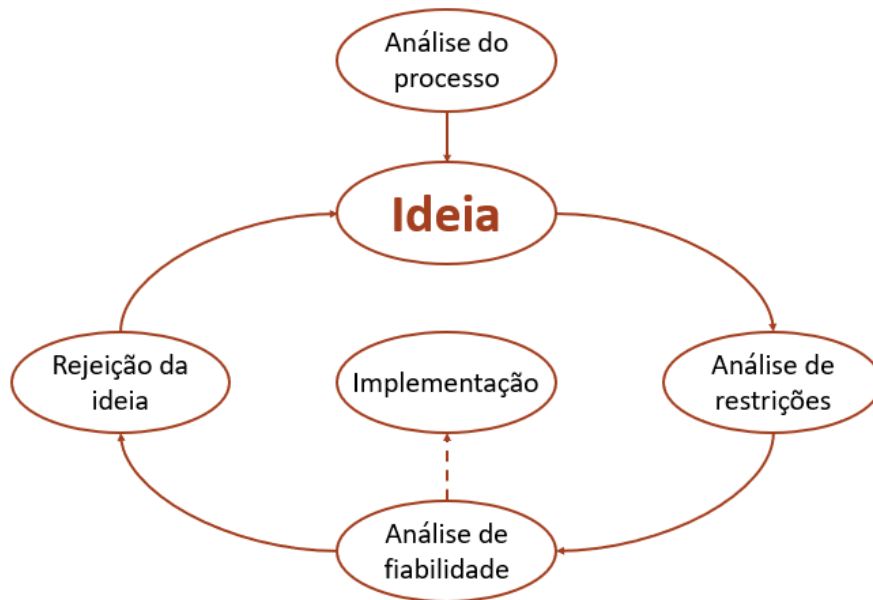 Análise do
processo
Ideia
Rejeição da
ideia
Implementação
Análise de
restrições
Análise de
fiabilidade